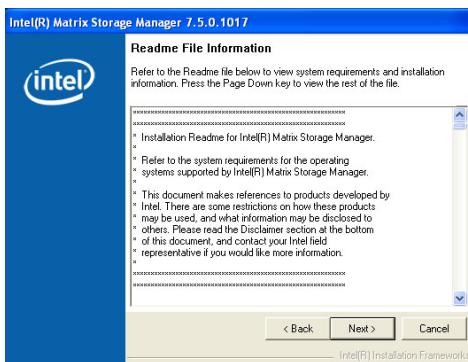 Intel(R) Matrix Storage Manager 7.5.0.1017
intel
Readme File Information
Refer to the Readme file below to view system requirements and installation
information. Press the Page Down key to view the rest of the file.
* Installation Readme for Intel(R) Matrix Storage Manager.
*
* Refer to the system requirements for the operating
* systems supported by Intel(R) Matrix Storage Manager.
*
* This document makes references to products developed by
* Intel. There are some restrictions on how these products
* may be used, and what information may be disclosed to
* others. Please read the Disclaimer section at the bottom
* of this document, and contact your Intel field
* representative if you would like more information.
*
< Back Next > Cancel
Intel(R) Installation Framework